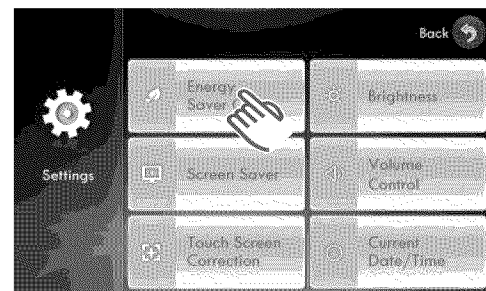 Back
Settings
Energy
Saver
Brightness
Screen Saver
Volume
Control
Touch Screen
Correction
Current
Date/Time